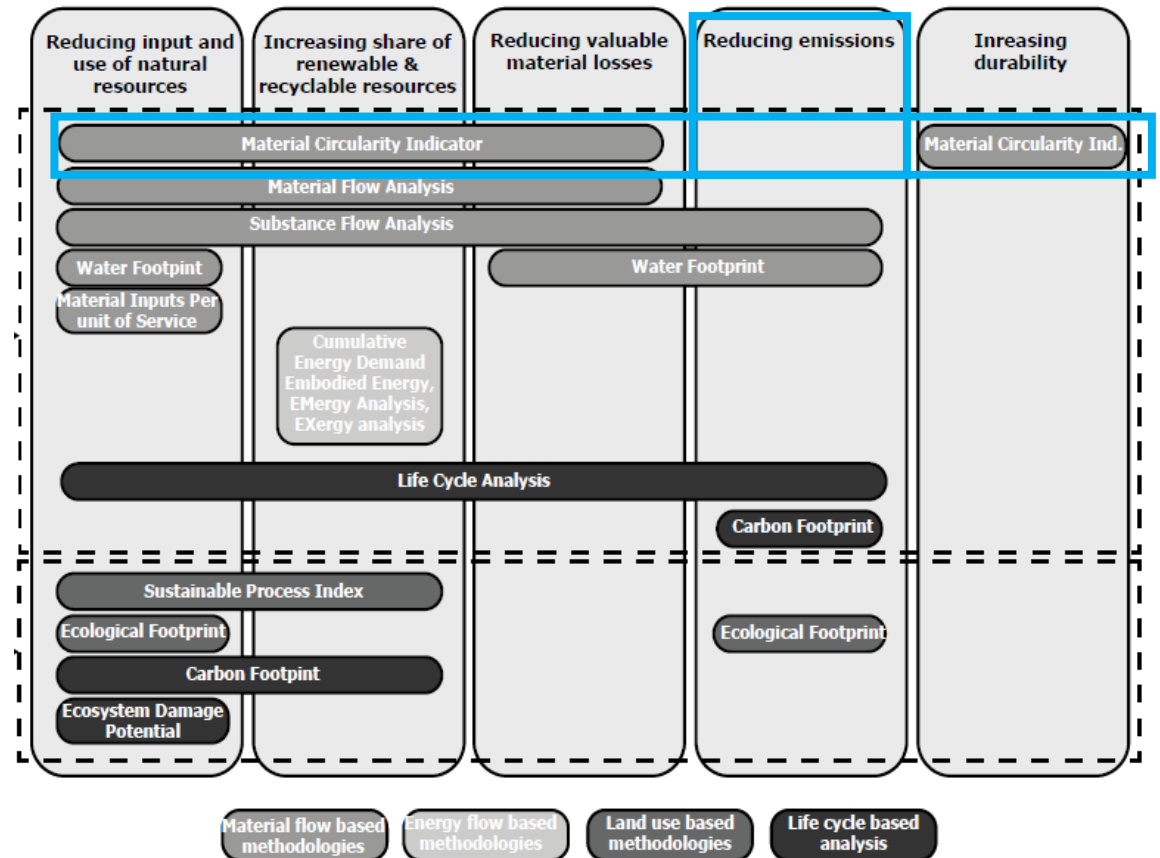 Reducing input and
use of natural
resources
Increasing share of
renewable &
recyclable resources
Reducing valuable
material losses
Reducing emissions
Inreasing
durability
Material Circularity Indicator
Material Circularity Ind.
Material Flow Analysis
Substance Flow Analysis
Water Footpint
Water Footprint
Material Inputs Per
unit of Service
Cumulative
Energy Demand
Embodied Energy,
EMergy Analysis,
EXergy analysis
Life Cycle Analysis
Carbon Footprint
Sustainable Process Index
Ecological Footprint
Ecological Footprint
Carbon Footpint
Ecosystem Damage
Potential
Material flow based
methodologies
Energy flow based
methodologies
Land use based
methodologies
Life cycle based
analysis